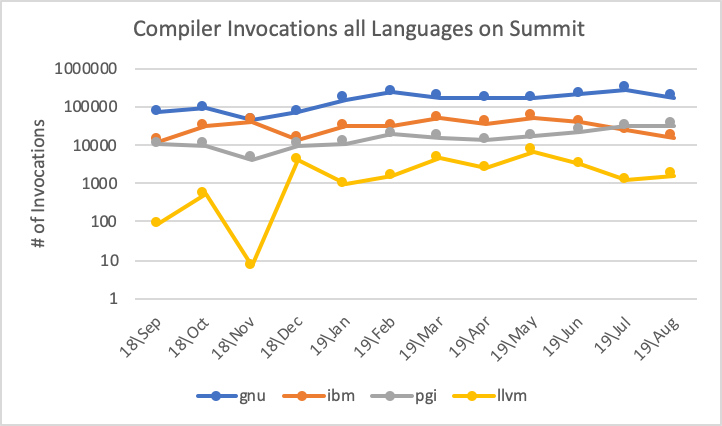 Compiler Invocations all Languages on Summit
# of Invocations
1000000
100000
10000
1000
100
10
1
18\Sep
18\Oct
18\Nov
18\Dec
19\Jan
19\Feb
19\Mar
19\Apr
19\May
19\Jun
19\Jul
19\Aug
gnu
ibm
pgi
llvm